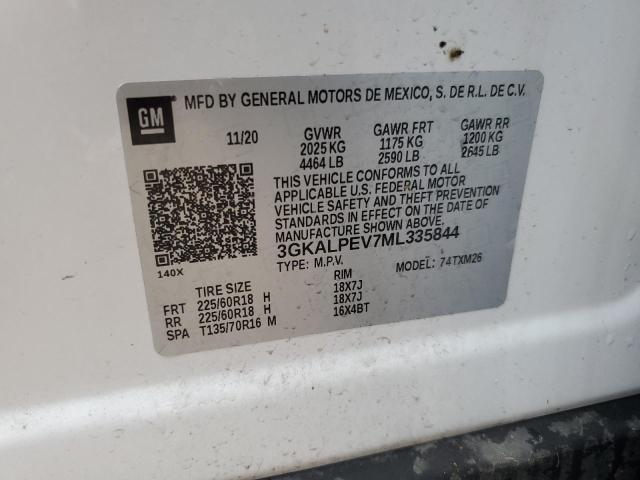 GM
MFD BY GENERAL MOTORS DE MEXICO, S. DE R.L. DE C.V.
11/20 GVWR GAWR FRT GAWR RR
2025 KG 1175 KG 1200 KG
4464 LB 2590 LB 2645 LB
THIS VEHICLE CONFORMS TO ALL
APPLICABLE U.S. FEDERAL MOTOR
VEHICLE SAFETY AND THEFT PREVENTION
STANDARDS IN EFFECT ON THE DATE OF
MANUFACTURE SHOWN ABOVE.
3GKALPEV7ML335844
140X
TYPE: M.P.V. MODEL: 74TXM26
TIRE SIZE RIM
FRT 225/60R18 H 18X7J
RR 225/60R18 H 18X7J
SPA T135/70R16 M 16X4BT